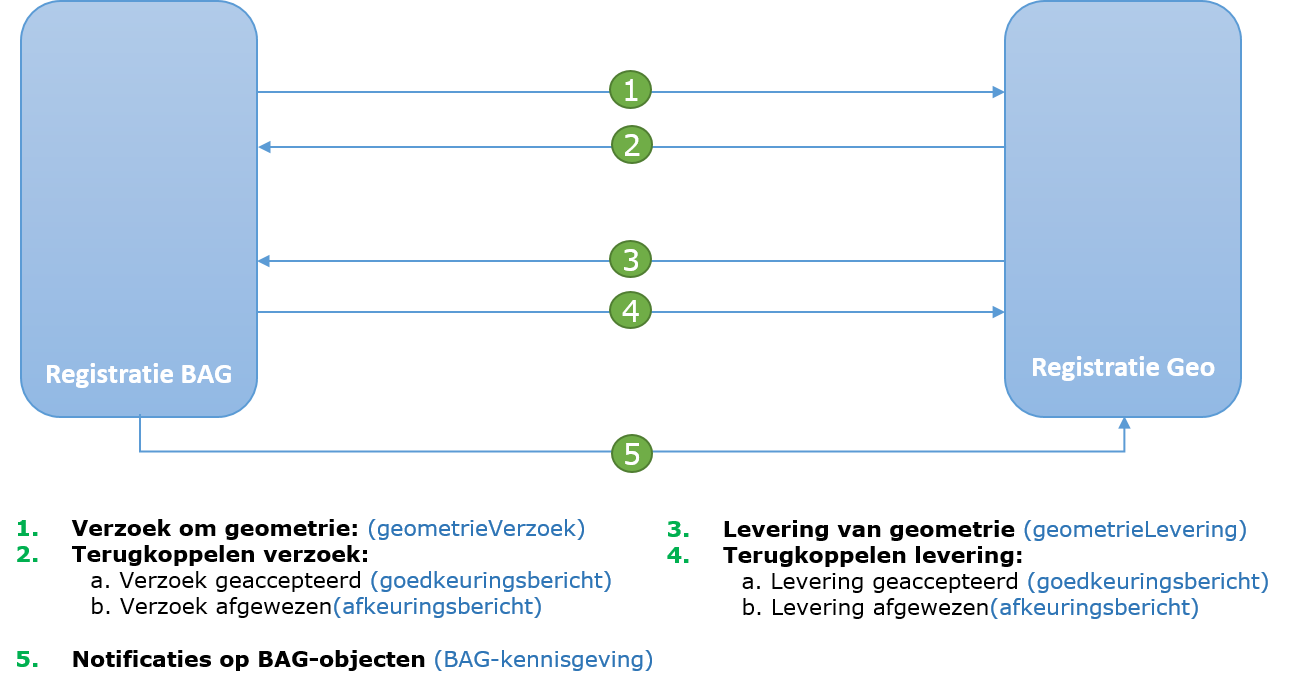 1
2
3
4
Registratie BAG
Registratie Geo
5
1. Verzoek om geometrie: (geometrieVerzoek)
2. Terugkoppelen verzoek:
a. Verzoek geaccepteerd (goedkeuringsbericht)
b. Verzoek afgewezen(afkeuringsbericht)
3. Levering van geometrie (geometrieLevering)
4. Terugkoppelen levering:
a. Levering geaccepteerd (goedkeuringsbericht)
b. Levering afgewezen(afkeuringsbericht)
5. Notificaties op BAG-objecten (BAG-kennisgeving)